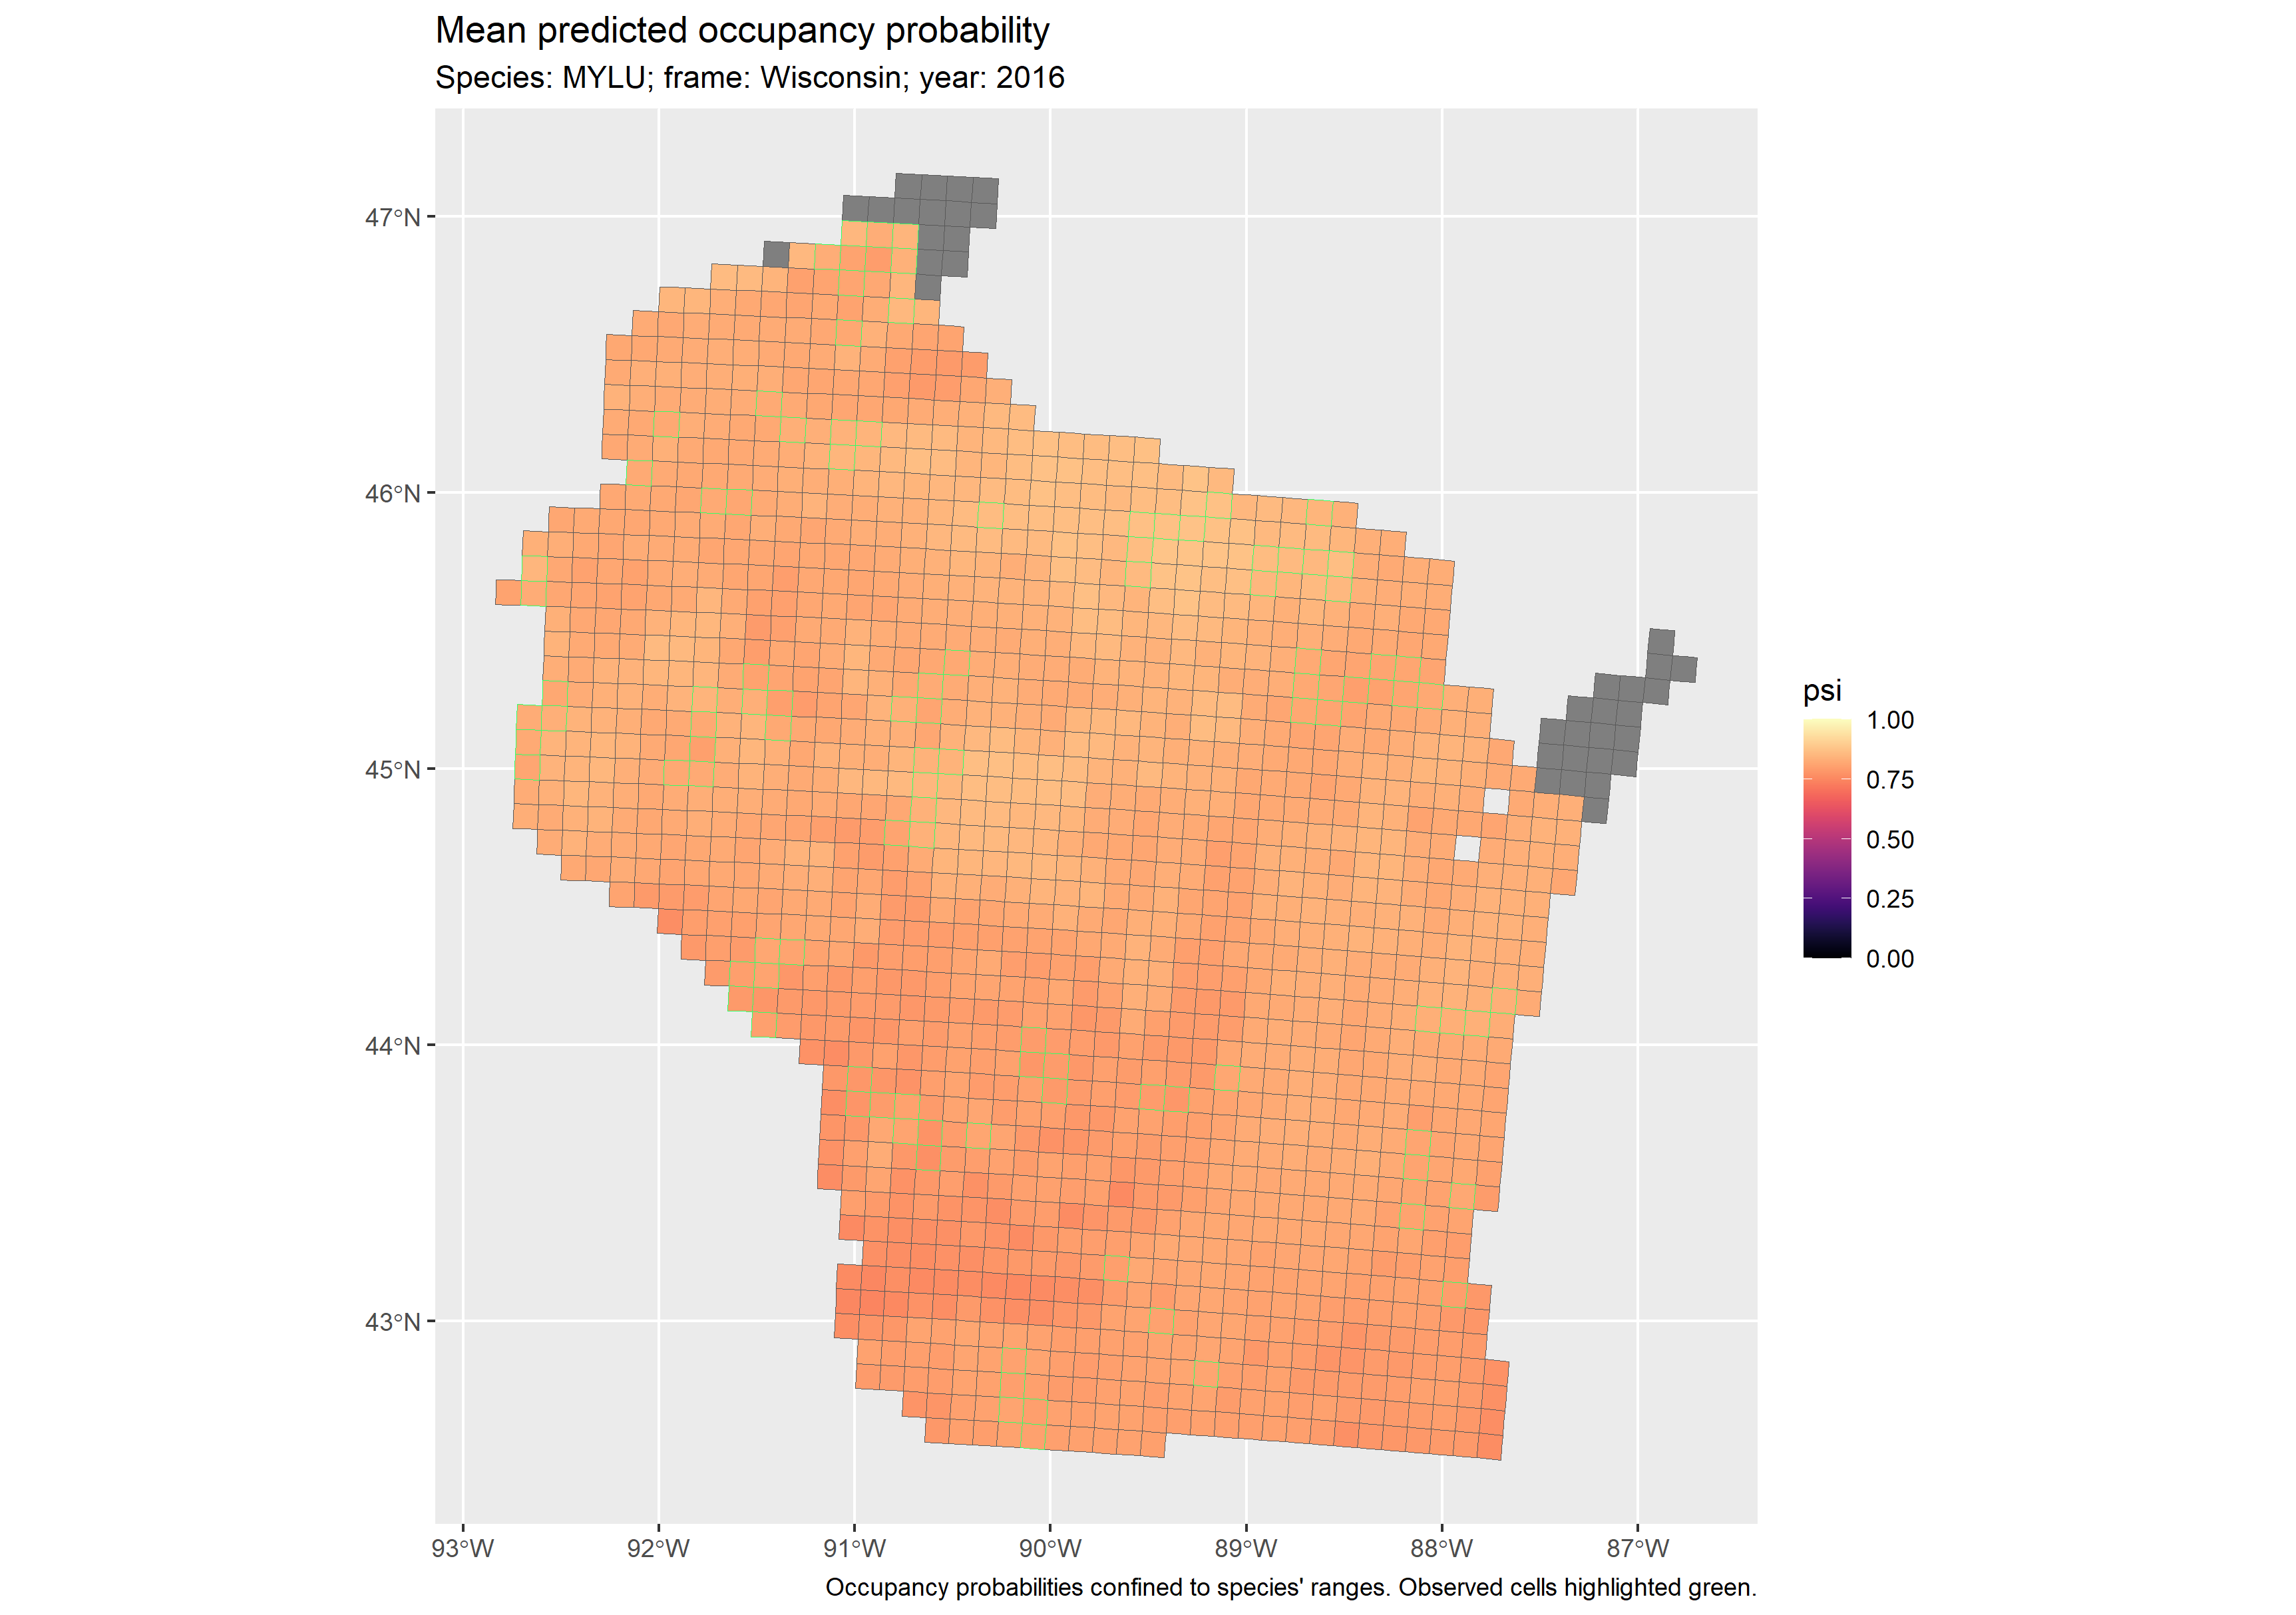 Mean predicted occupancy probability
Species: MYLU; frame: Wisconsin; year: 2016
47°N
46°N
45°N
44°N
43°N
93°W
92°W
91°W
90°W
89°W
88°W
87°W
psi
1.00
0.75
0.50
0.25
0.00
Occupancy probabilities confined to species' ranges. Observed cells highlighted green.